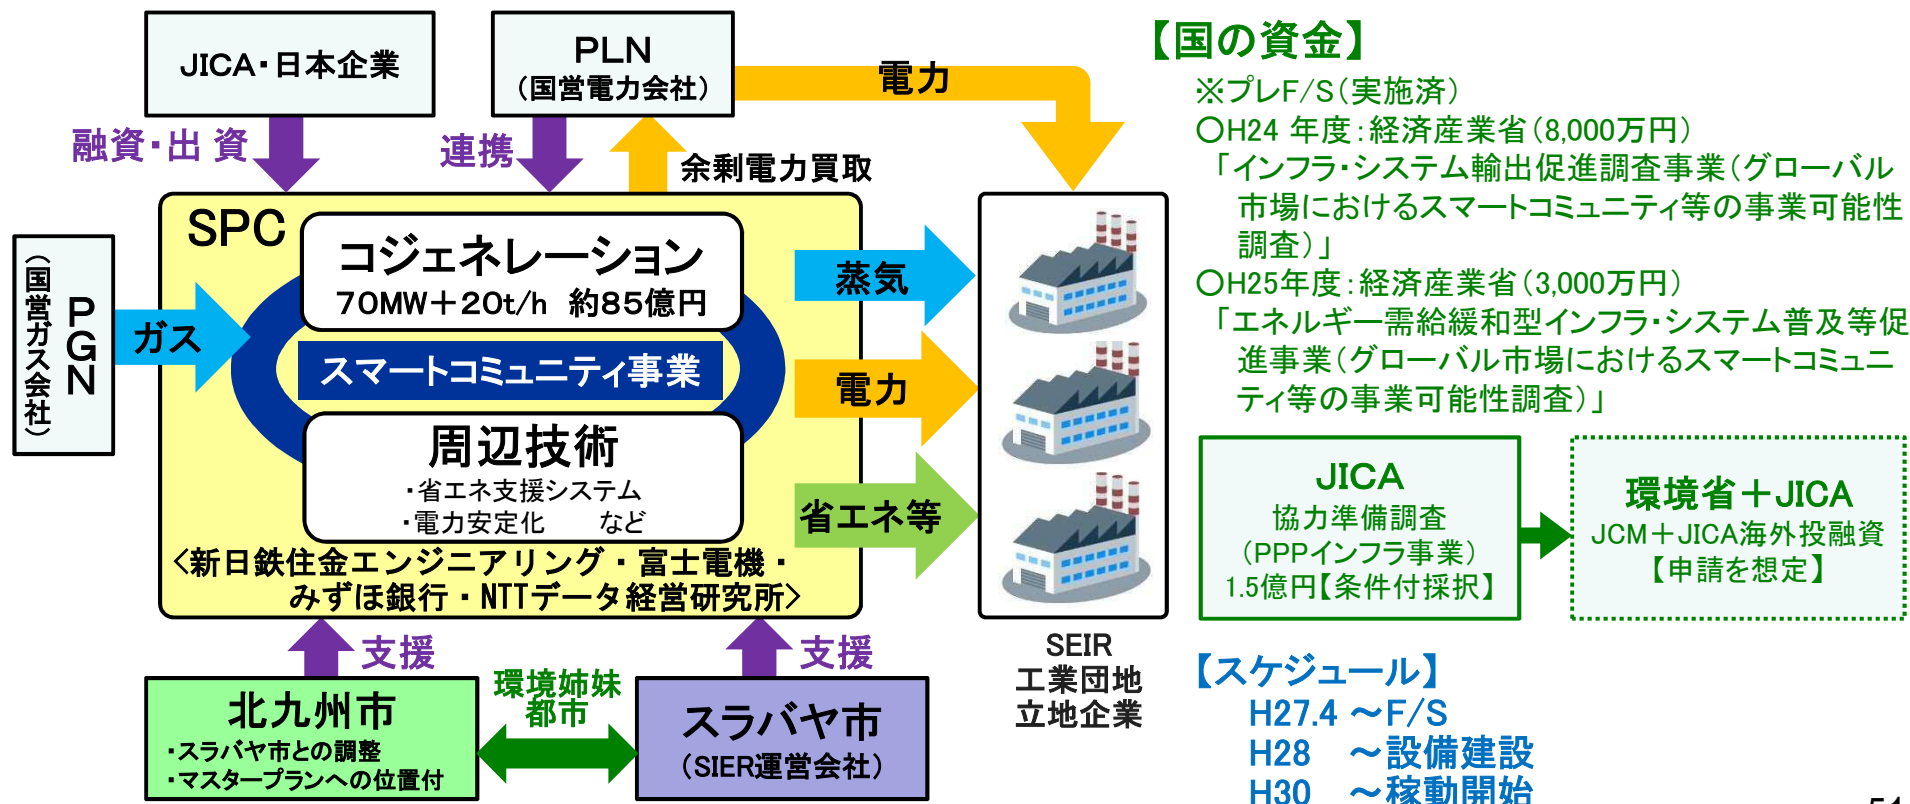 JICA・日本企業
PLN
（国営電力会社）
電力
融資・出 資
連携
余剰電力買取
SPC
コジェネレーション
70MW＋20t/h 約85億円
スマートコミュニティ事業
周辺技術
・省エネ支援システム
・電力安定化 など
<新日鉄住金エンジニアリング・富士電機・
みずほ銀行・NTTデータ経営研究所>
PGN
（国営ガス会社）
ガス
蒸気
電力
省エネ等
SEIR
工業団地
立地企業
支援
支援
北九州市
・スラバヤ市との調整
・マスタープランへの位置付
環境姉妹
都市
スラバヤ市
（SIER運営会社）
【国の資金】
※プレF/S（実施済）
○H24 年度：経済産業省（8,000万円）
「インフラ・システム輸出促進調査事業（グローバル
市場におけるスマートコミュニティ等の事業可能性
調査）」
○H25年度：経済産業省（3,000万円）
「エネルギー需給緩和型インフラ・システム普及等促
進事業（グローバル市場におけるスマートコミュニ
ティ等の事業可能性調査）」
JICA
協力準備調査
（PPPインフラ事業）
1.5億円【条件付採択】
環境省＋JICA
JCM＋JICA海外投融資
【申請を想定】
【スケジュール】
H27.4 ～F/S
H28 ～設備建設
H30 ～稼動開始